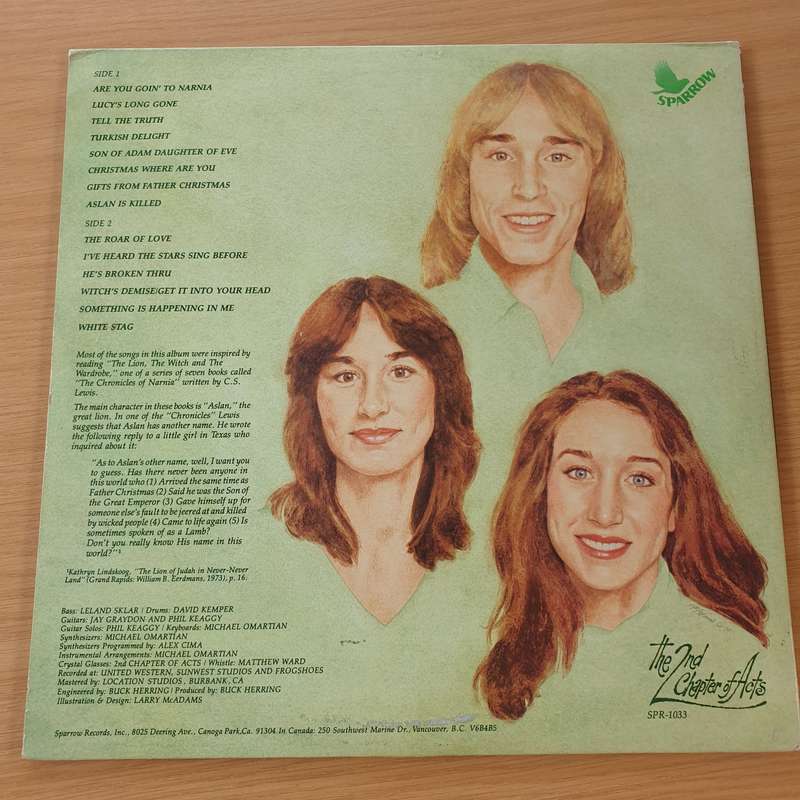 SIDE 1
ARE YOU GOIN' TO NARNIA
LUCY'S LONG GONE
TELL THE TRUTH
TURKISH DELIGHT
SON OF ADAM DAUGHTER OF EVE
CHRISTMAS WHERE ARE YOU
GIFTS FROM FATHER CHRISTMAS
ASLAN IS KILLED
SIDE 2
THE ROAR OF LOVE
I'VE HEARD THE STARS SING BEFORE
HE'S BROKEN THRU
WITCH'S DEMISE/GET IT INTO YOUR HEAD
SOMETHING IS HAPPENING IN ME
WHITE STAG
Most of the songs in this album were inspired by
reading "The Lion, The Witch and The
Wardrobe," one of a series of seven books called
"The Chronicles of Narnia" written by C.S.
Lewis.
The main character in these books is "Aslan," the
great lion. In one of the "Chronicles" Lewis
suggests that Aslan has another name. He wrote
the following reply to a little girl in Texas who
inquired about it:
"As to Aslan's other name, well, I want you
to guess. Has there never been anyone in
this world who (1) Arrived the same time as
Father Christmas (2) Said he was the Son of
the Great Emperor (3) Gave himself up for
someone else's fault to be jeered at and killed
by wicked people (4) Came to life again (5) Is
sometimes spoken of as a Lamb?
Don't you really know His name in this
world?"¹
¹Kathryn Lindskoog, "The Lion of Judah in Never-Never
Land" (Grand Rapids: William B. Eerdmans, 1973), p. 16.
Bass: LELAND SKLAR / Drums: DAVID KEMPER
Guitars: JAY GRAYDON AND PHIL KEAGGY
Guitar Solos: PHIL KEAGGY / Keyboards: MICHAEL OMARTIAN
Synthesizers: MICHAEL OMARTIAN
Synthesizers Programmed by: ALEX CIMA
Instrumental Arrangements: MICHAEL OMARTIAN
Crystal Glasses: 2nd CHAPTER OF ACTS / Whistle: MATTHEW WARD
Recorded at: UNITED WESTERN, SUNWEST STUDIOS AND FROGSHOES
Mastered by: LOCATION STUDIOS, BURBANK, CA
Engineered by: BUCK HERRING / Produced by: BUCK HERRING
Illustration & Design: LARRY McADAMS
Sparrow Records, Inc., 8025 Deering Ave., Canoga Park, Ca. 91304 In Canada: 250 Southwest Marine Dr., Vancouver, B.C. V6B4B5
SPARROW
the 2nd
Chapter of Acts
SPR-1033